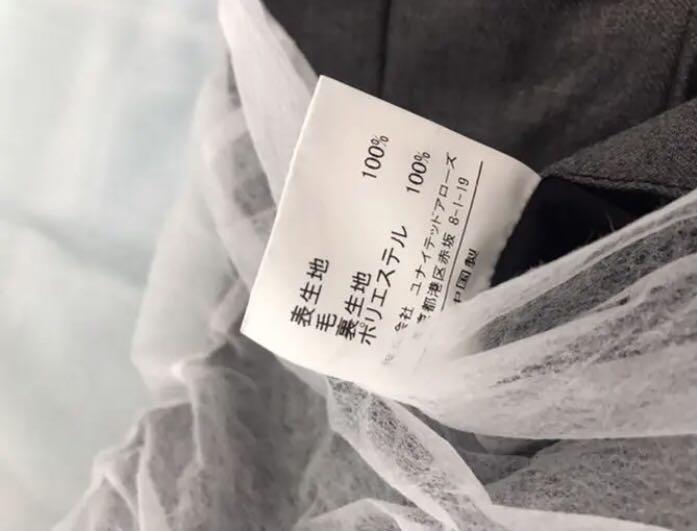 表生地
毛 100%
裏生地
ポリエステル 100%
会社 ユナイテッドアローズ
都港区赤坂 8-1-19
中国製